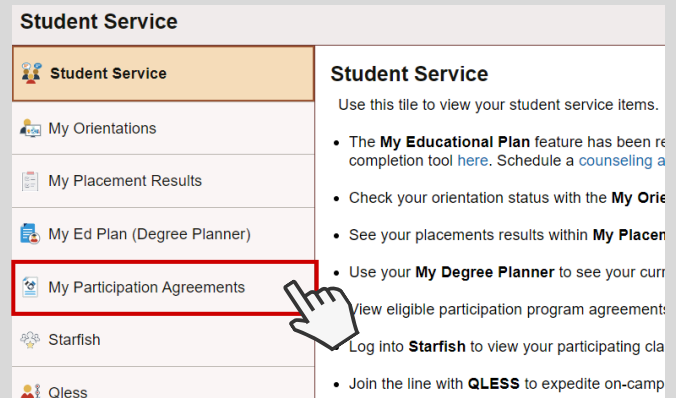 Student Service
Student Service
My Orientations
My Placement Results
My Ed Plan (Degree Planner)
My Participation Agreements
Starfish
Qless
Student Service
Use this tile to view your student service items.
The My Educational Plan feature has been re
completion tool here. Schedule a counseling a
Check your orientation status with the My Orie
See your placements results within My Placem
Use your My Degree Planner to see your curr
View eligible participation program agreements
Log into Starfish to view your participating cla
Join the line with QLESS to expedite on-camp